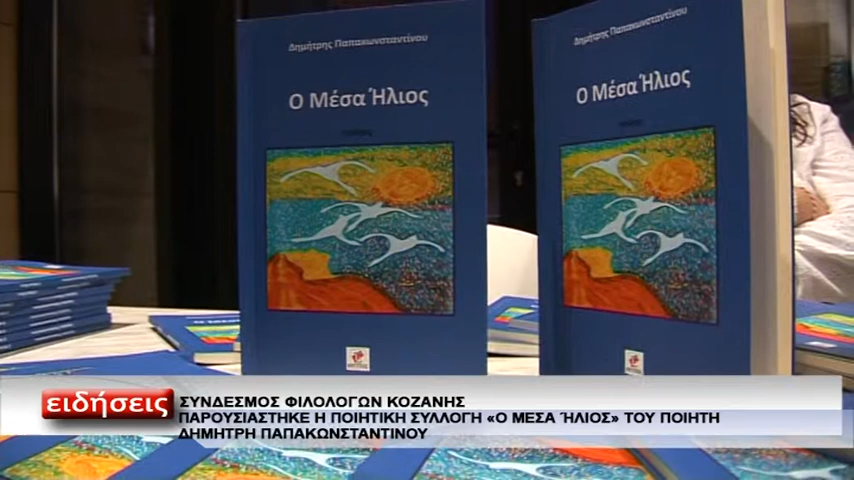 Δημήτρης Παπακωνσταντίνου
Ο Μέσα Ήλιος
Δημήτρης Παπακωνσταντίνου
Ο Μέσα Ήλιος
ειδήσεις
ΣΥΝΔΕΣΜΟΣ ΦΙΛΟΛΟΓΩΝ ΚΟΖΑΝΗΣ
ΠΑΡΟΥΣΙΑΣΤΗΚΕ Η ΠΟΙΗΤΙΚΗ ΣΥΛΛΟΓΗ «Ο ΜΕΣΑ ΉΛΙΟΣ» ΤΟΥ ΠΟΙΗΤΗ
ΔΗΜΗΤΡΗ ΠΑΠΑΚΩΝΣΤΑΝΤΙΝΟΥ